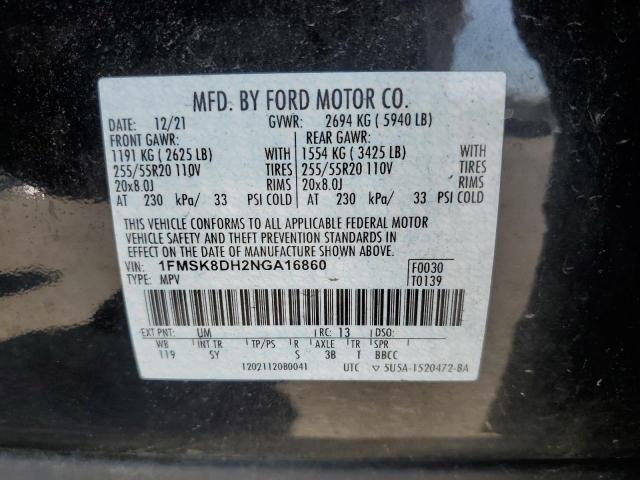 MFD. BY FORD MOTOR CO.
DATE: 12/21 GVWR: 2694 KG ( 5940 LB)
FRONT GAWR: REAR GAWR:
1191 KG ( 2625 LB) WITH 1554 KG ( 3425 LB) WITH
255/55R20 110V TIRES 255/55R20 110V TIRES
20x8.0J RIMS 20x8.0J RIMS
AT 230 kPa/ 33 PSI COLD AT 230 kPa/ 33 PSI COLD
THIS VEHICLE CONFORMS TO ALL APPLICABLE FEDERAL MOTOR
VEHICLE SAFETY AND THEFT PREVENTION STANDARDS IN
EFFECT ON THE DATE OF MANUFACTURE SHOWN ABOVE.
VIN: 1FMSK8DH2NGA16860 F0030
TYPE: MPV T0139
EXT PNT: UM RC: 13 DSO:
WB INT TR TP/PS R AXLE TR SPR
119 SY S 3B T BBCC
1202112080041 UTC ▽ 5U5A-1520472-BA